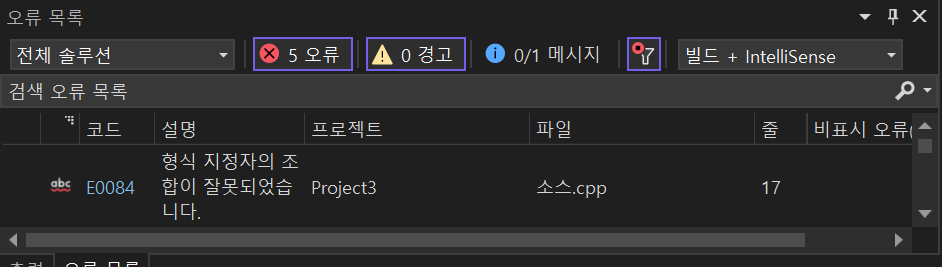 오류 목록
전체 솔루션 5 오류 0 경고 0/1 메시지 빌드 + IntelliSense
검색 오류 목록
코드 설명 프로젝트 파일 줄 비표시 오류(
형식 지정자의 조
abc E0084 합이 잘못되었습 Project3 소스.cpp 17
니다.
오류 목록